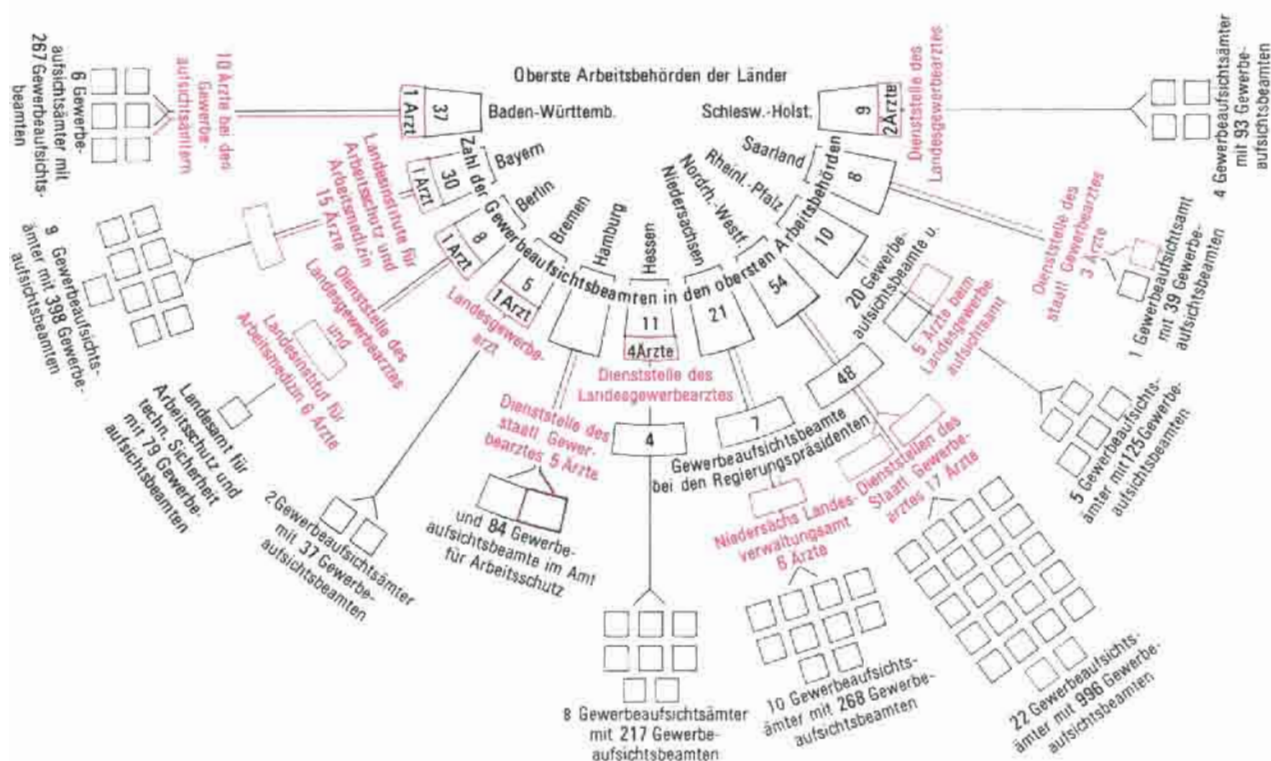 Oberste Arbeitsbehörden der Länder
Baden-Württemb.
Bayern
Berlin
Bremen
Hamburg
Hessen
Niedersachsen
Nordrh.-Westf.
Rheinl.-Pfalz
Saarland
Schlesw.-Holst.
Zahl der Gewerbeaufsichtsbeamten in den obersten Arbeitsbehörden
37
1 Arzt
10 Ärzte bei den
Gewerbe-
aufsichtsämtern
6 Gewerbe-
aufsichtsämter mit
267 Gewerbeaufsichts-
beamten
30
1 Arzt
Landesinstitute für
Arbeitsschutz und
Arbeitsmedizin
15 Ärzte
9 Gewerbeaufsichts-
ämter mit 398 Gewerbe-
aufsichtsbeamten
8
1 Arzt
Dienststelle des
Landesgewerbearztes
und
Landesinstitut für
Arbeitsmedizin 6 Ärzte
Landesamt für
Arbeitsschutz und
techn. Sicherheit
mit 79 Gewerbe-
aufsichtsbeamten
5
1 Arzt
Landesgewerbe-
arzt
2 Gewerbeaufsichtsämter
mit 37 Gewerbe-
aufsichtsbeamten
Dienststelle des
staatl. Gewer-
bearztes 5 Ärzte
und 84 Gewerbe-
aufsichtsbeamte im Amt
für Arbeitsschutz
11
4 Ärzte
Dienststelle des
Landesgewerbearztes
4
8 Gewerbeaufsichtsämter
mit 217 Gewerbe-
aufsichtsbeamten
21
7
Gewerbeaufsichtsbeamte
bei den Regierungspräsidenten
Niedersächs Landes-
verwaltungsamt
6 Ärzte
10 Gewerbeaufsichts-
ämter mit 268 Gewerbe-
aufsichtsbeamten
54
48
Dienststellen des
Staatl Gewerbe-
arztes 17 Ärzte
22 Gewerbeaufsichts-
ämter mit 996 Gewerbe-
aufsichtsbeamten
10
20 Gewerbe-
aufsichtsbeamte u.
5 Ärzte beim
Landesgewerbe-
aufsichtsamt
5 Gewerbeaufsichts-
ämter mit 125 Gewerbe-
aufsichtsbeamten
8
Dienststelle des
staatl Gewerbearztes
3 Ärzte
1 Gewerbeaufsichtsamt
mit 39 Gewerbe-
aufsichtsbeamten
9
2 Ärzte
Dienststelle des
Landesgewerbearztes
4 Gewerbeaufsichtsämter
mit 93 Gewerbe-
aufsichtsbeamten